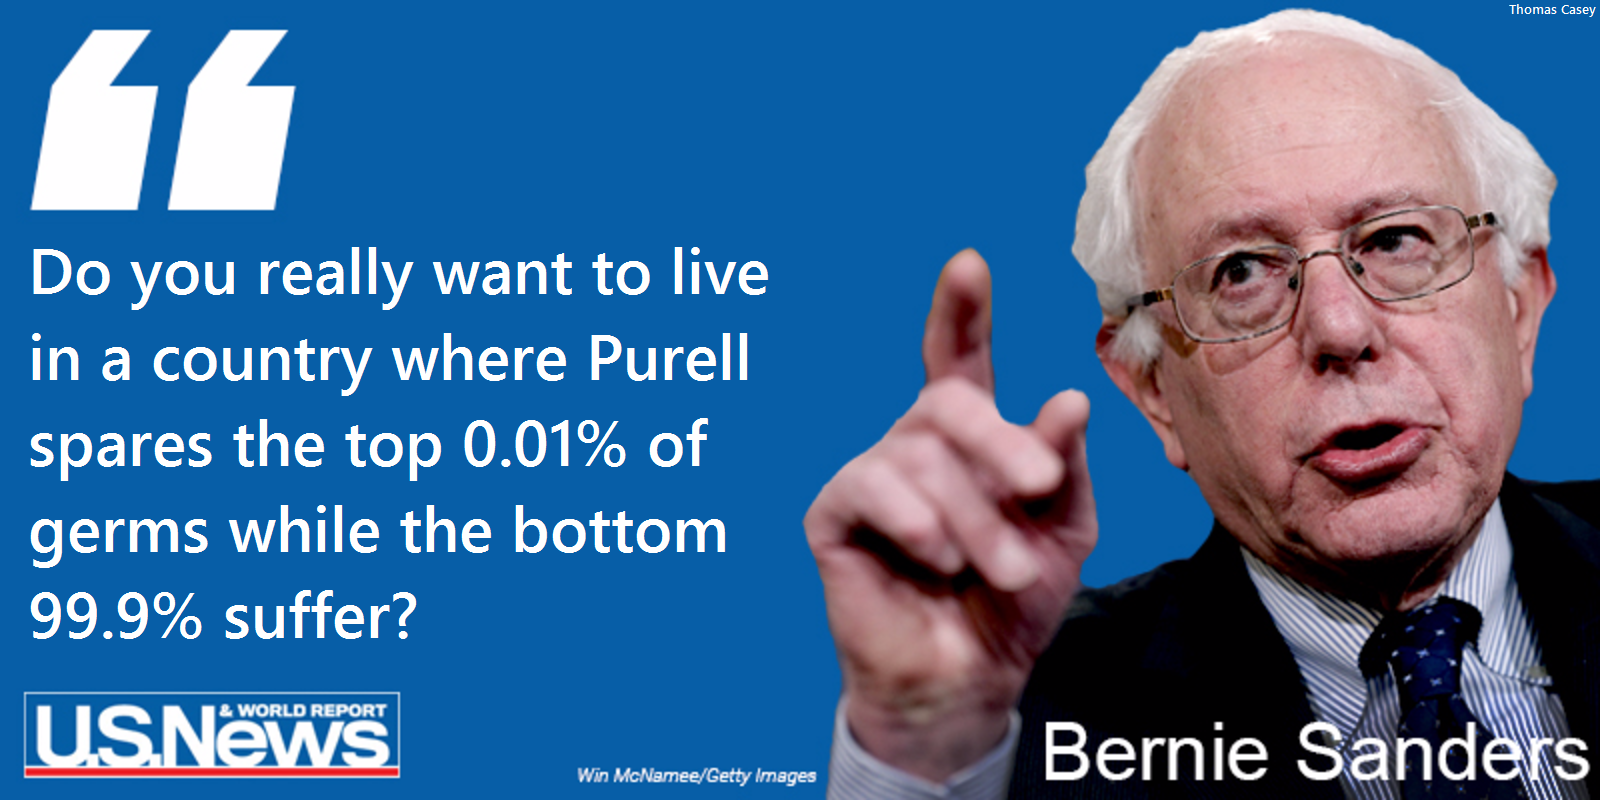 Thomas Casey
Do you really want to live
in a country where Purell
spares the top 0.01% of
germs while the bottom
99.9% suffer?
U.S.News & WORLD REPORT
Win McNamee/Getty Images
Bernie Sanders